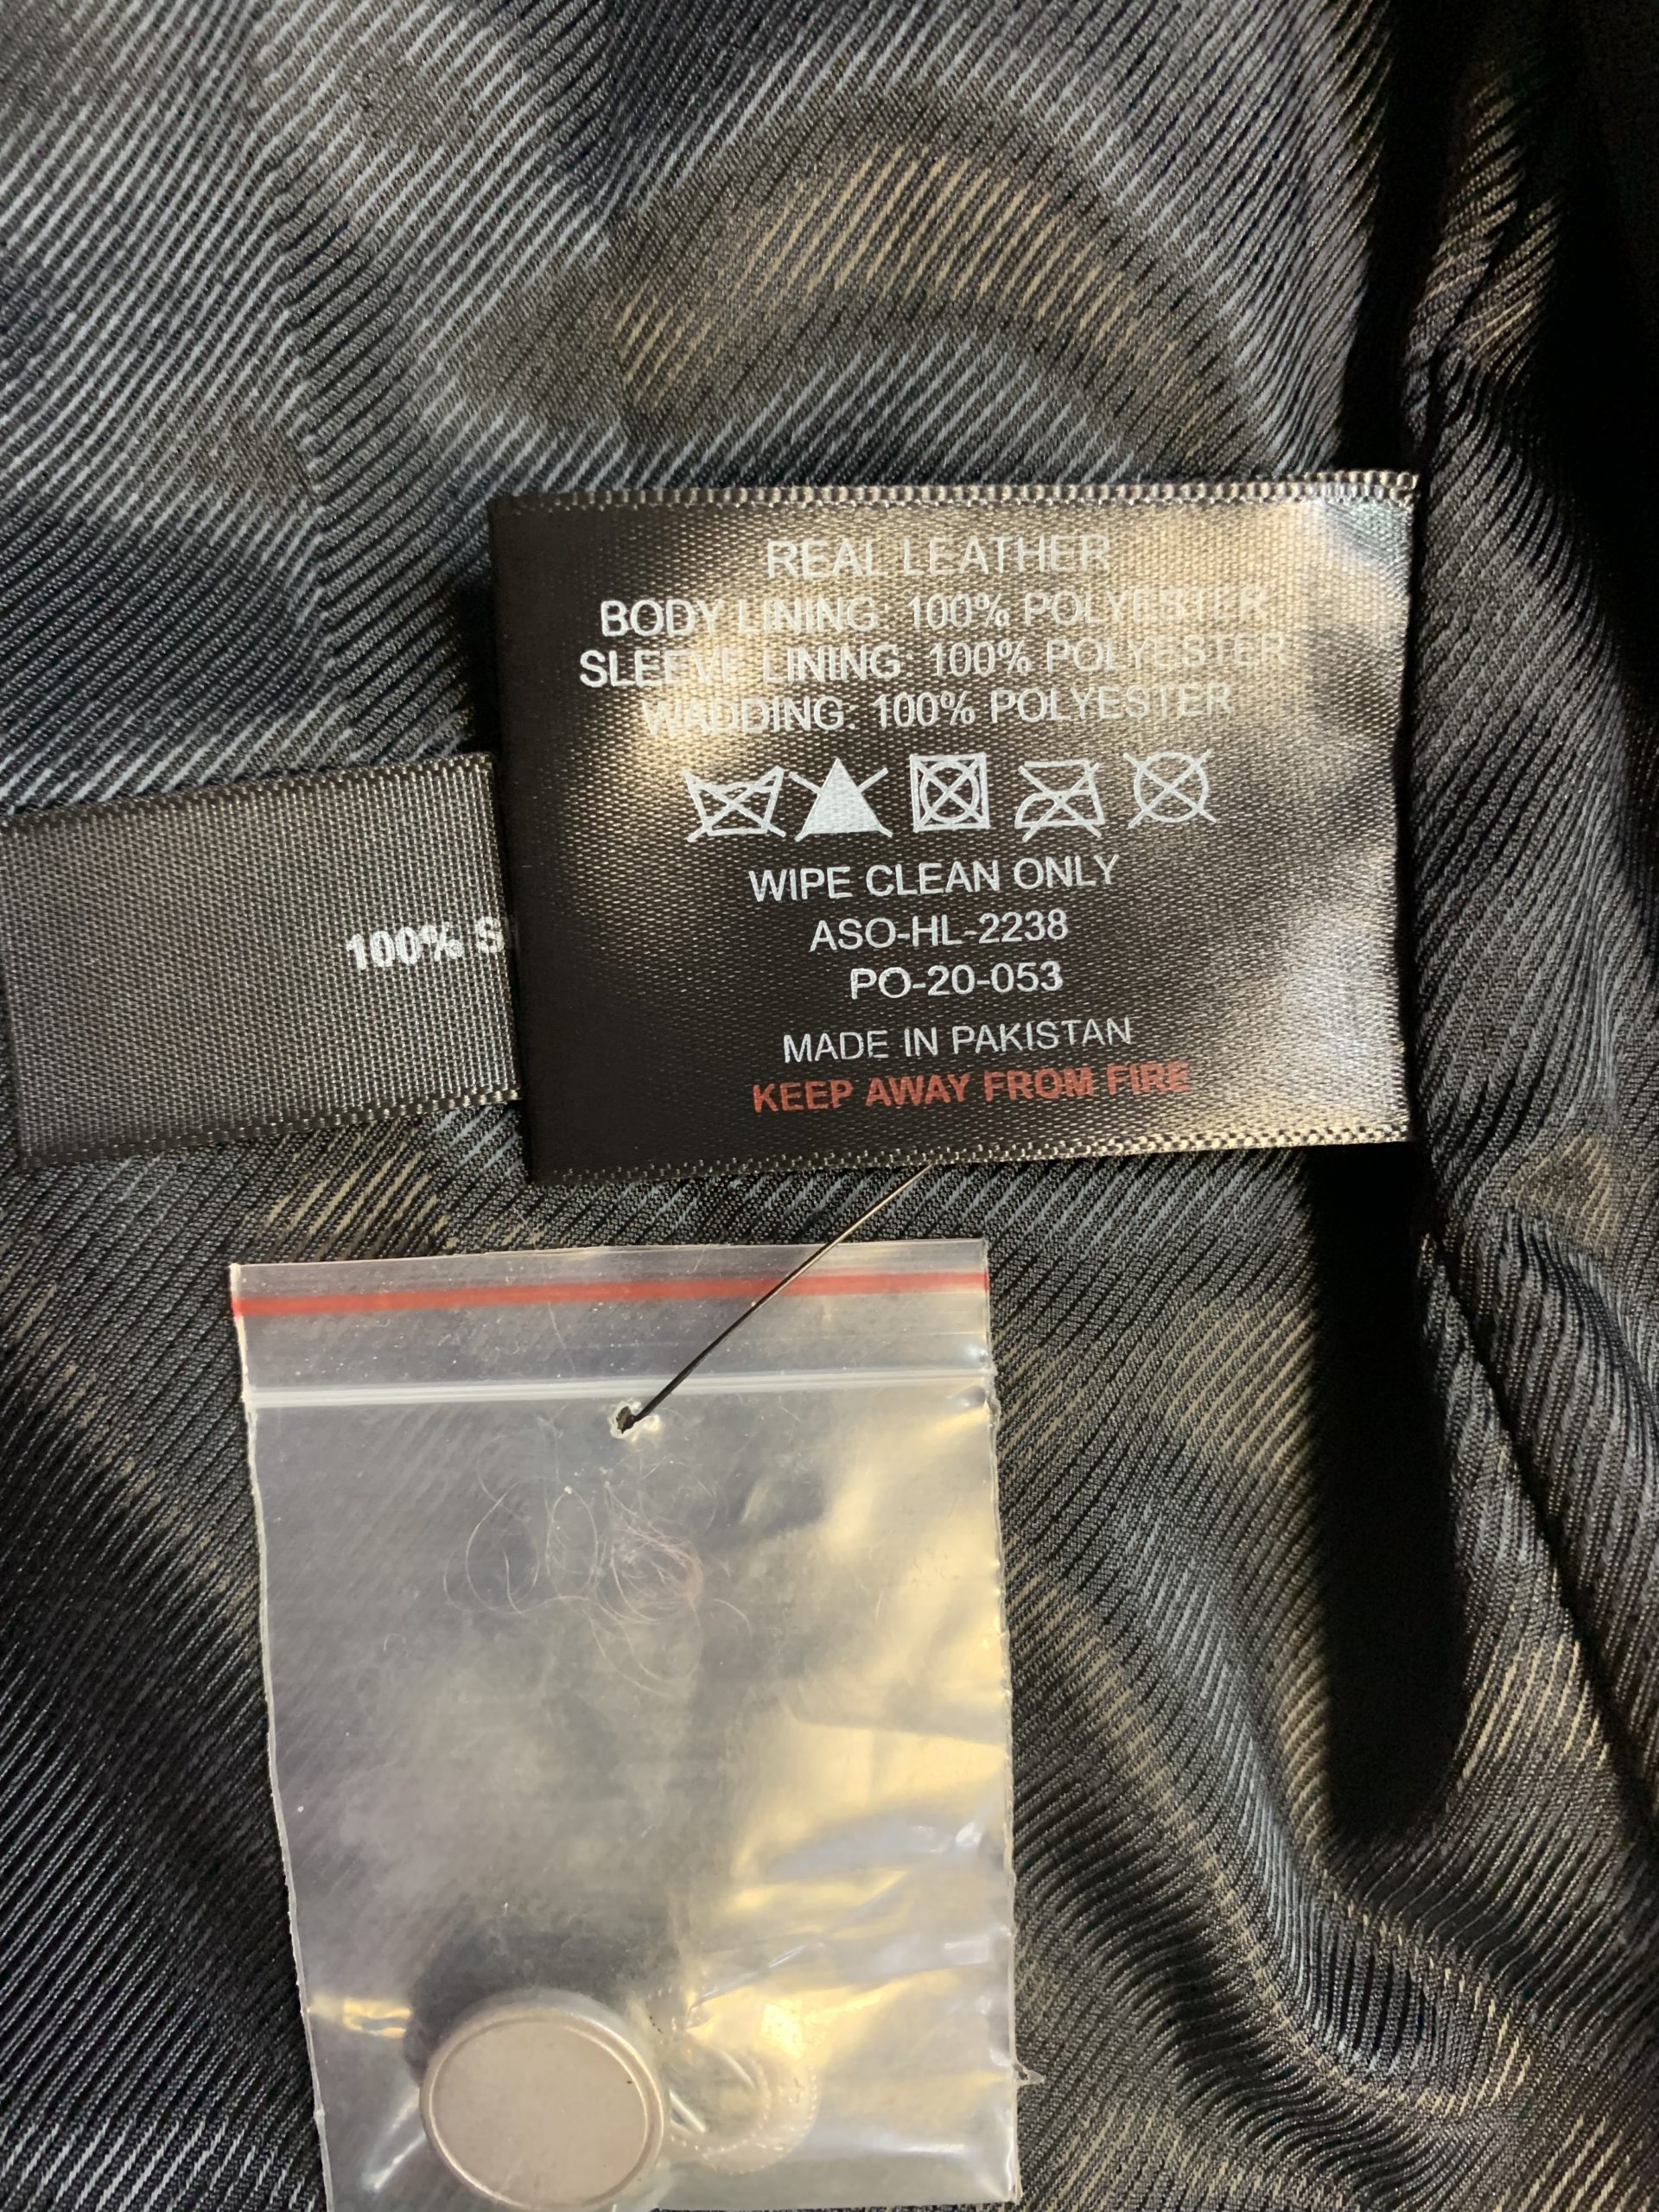 REAL LEATHER
BODY LINING: 100% POLYESTER
SLEEVE LINING: 100% POLYESTER
WADDING: 100% POLYESTER
WIPE CLEAN ONLY
ASO-HL-2238
PO-20-053
MADE IN PAKISTAN
KEEP AWAY FROM FIRE
100%